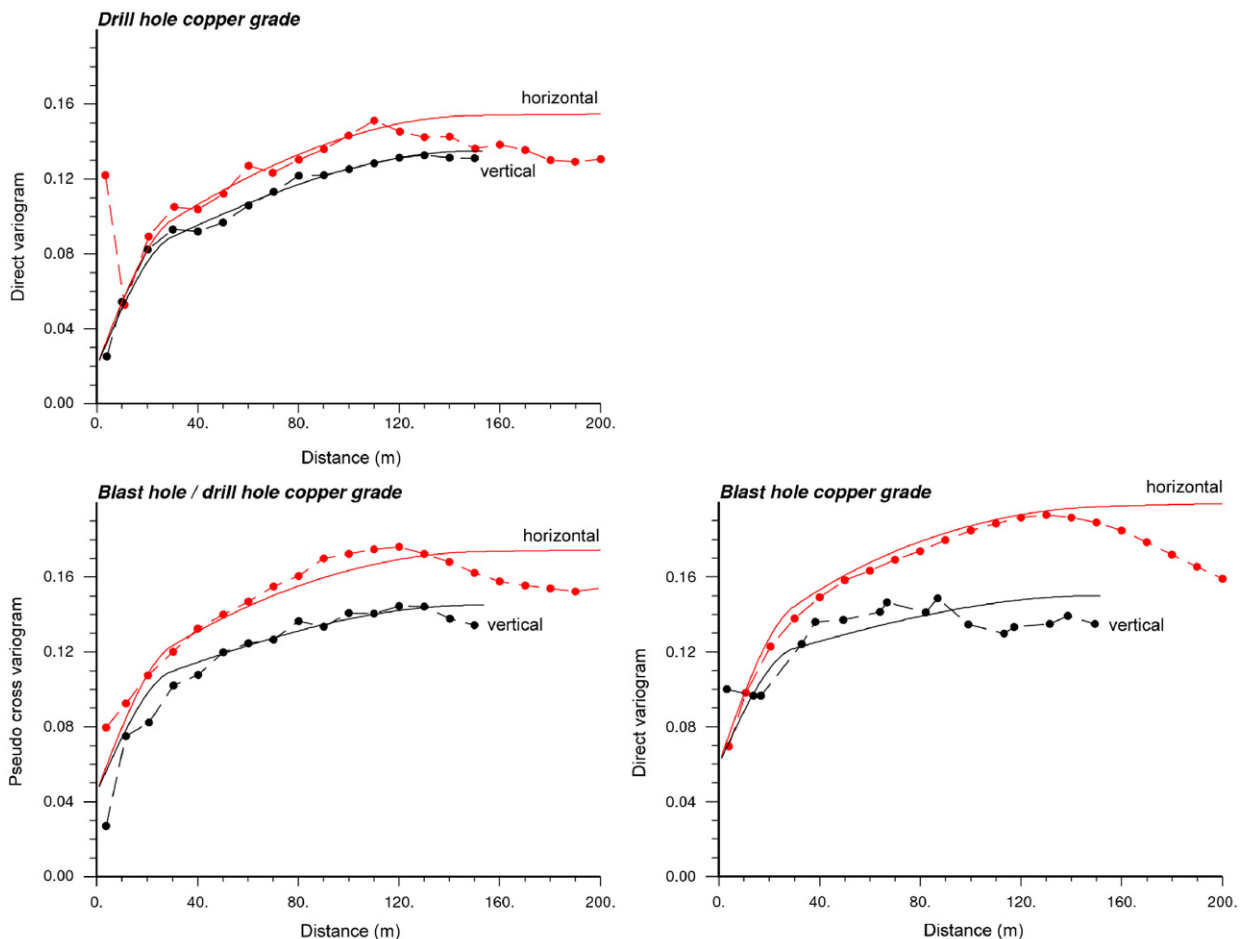 Drill hole copper grade
Direct variogram
0.16
0.12
0.08
0.04
0.00
horizontal
vertical
0. 40. 80. 120. 160. 200.
Distance (m)
Blast hole / drill hole copper grade
Pseudo cross variogram
0.16
0.12
0.08
0.04
0.00
horizontal
vertical
0. 40. 80. 120. 160. 200.
Distance (m)
Blast hole copper grade
Direct variogram
0.16
0.12
0.08
0.04
0.00
horizontal
vertical
0. 40. 80. 120. 160. 200.
Distance (m)